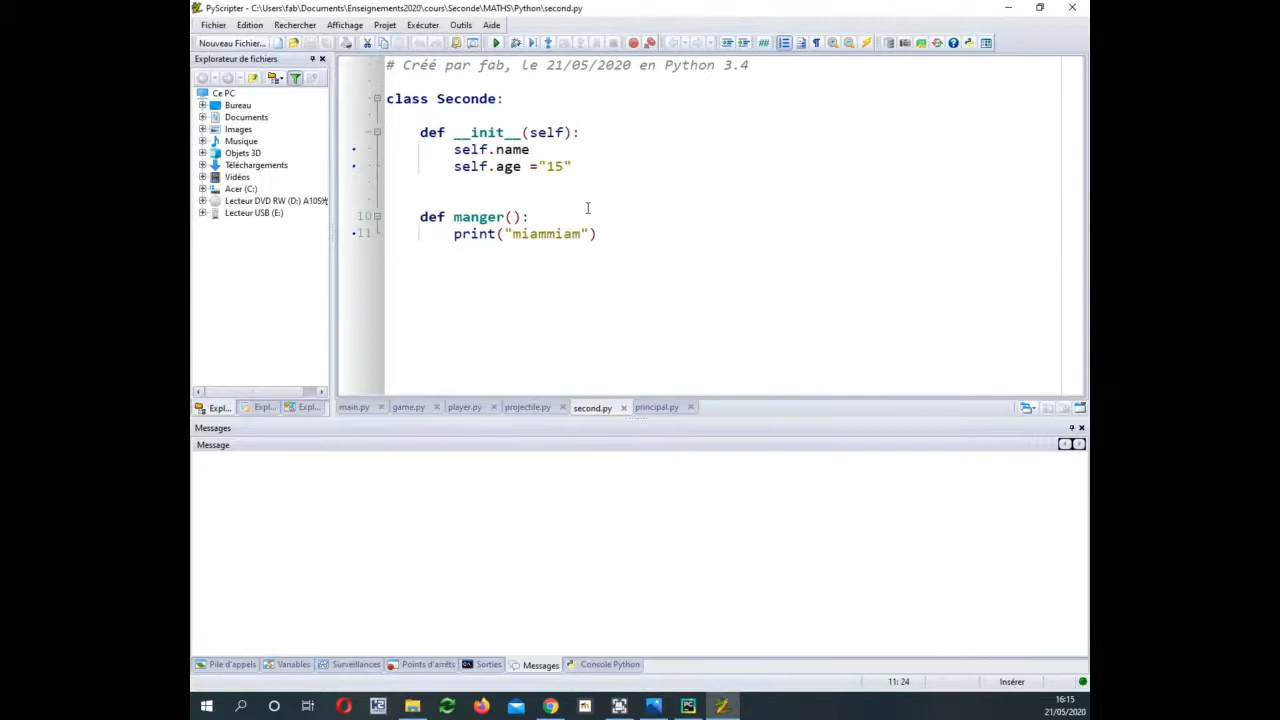 PyScripter - C:\Users\fab\Documents\Enseignements2020\cours\Seconde\MATHS\Python\second.py
Fichier Edition Rechercher Affichage Projet Exécuter Outils Aide
Nouveau Fichier...
Explorateur de fichiers
Ce PC
Bureau
Documents
Images
Musique
Objets 3D
Téléchargements
Vidéos
Acer (C:)
Lecteur DVD RW (D:)
Lecteur USB (E:)
Expl... Expl... Expl...
# Créé par fab, le 21/05/2020 en Python 3.4
class Seconde:
def __init__(self):
self.name
self.age ="15"
10 def manger():
11 print("miammiam")
main.py game.py player.py projectile.py second.py principal.py
Messages
Message
Pile d'appels Variables Surveillances Points d'arrêts Sorties Messages Console Python
11: 24 Insérer
16:15
21/05/2020